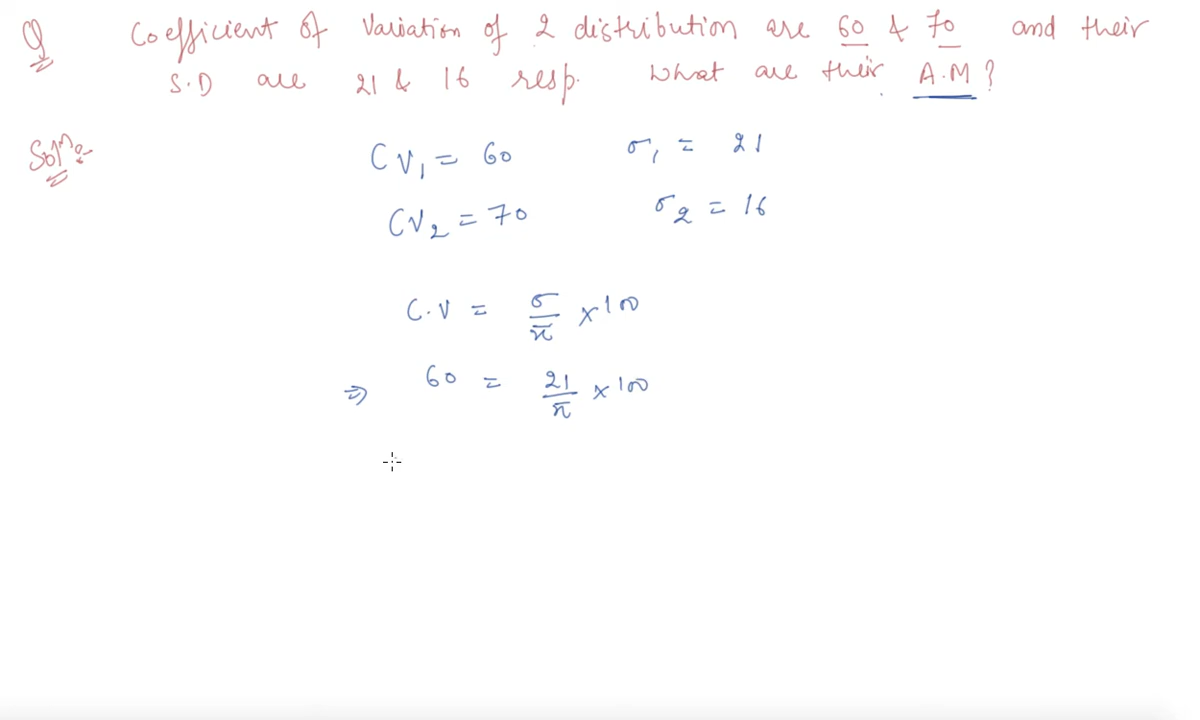 Q Coefficient of Variation of 2 distribution are 60 & 70 and their
S.D are 21 & 16 resp. What are their A.M?
Soln:-
CV₁ = 60 σ₁ = 21
CV₂ = 70 σ₂ = 16
C.V = σ/x̄ × 100
⇒ 60 = 21/x̄ × 100